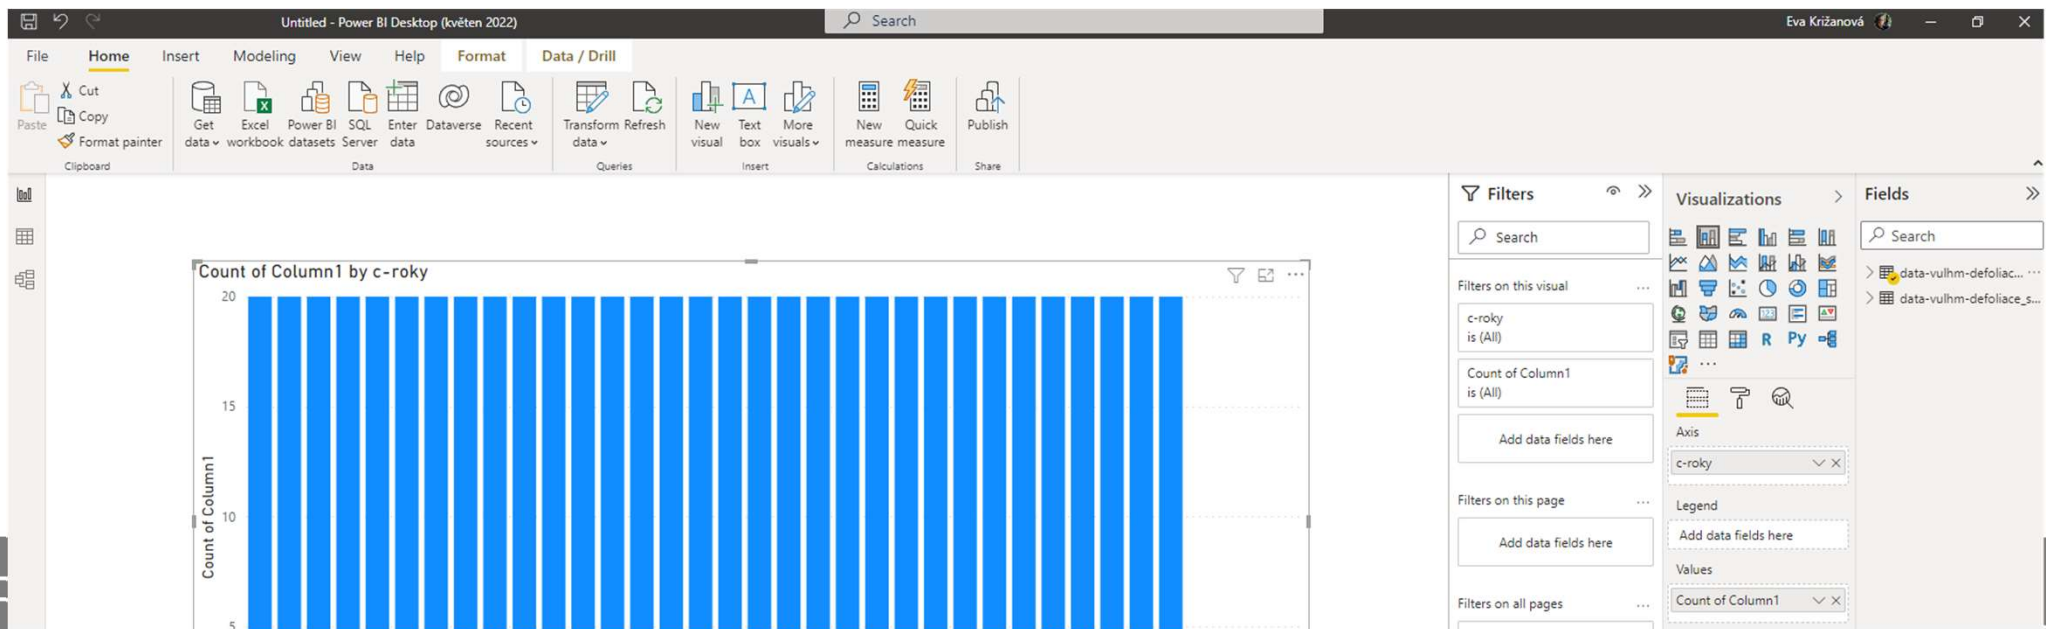 Untitled - Power BI Desktop (květen 2022)
Search
Eva Križanová
File Home Insert Modeling View Help Format Data / Drill
Paste
Cut
Copy
Format painter
Clipboard
Get data
Excel workbook
Power BI datasets
SQL Server
Enter data
Dataverse
Recent sources
Data
Transform data
Refresh
Queries
New visual
Text box
More visuals
Insert
New measure
Quick measure
Calculations
Publish
Share
Count of Column1 by c-roky
20
15
10
5
Count of Column1
Filters
Search
Filters on this visual
c-roky
is (All)
Count of Column1
is (All)
Add data fields here
Filters on this page
Add data fields here
Filters on all pages
Visualizations
R Py
123
Axis
c-roky
Legend
Add data fields here
Values
Count of Column1
Fields
Search
data-vulhm-defoliac...
data-vulhm-defoliace_s...